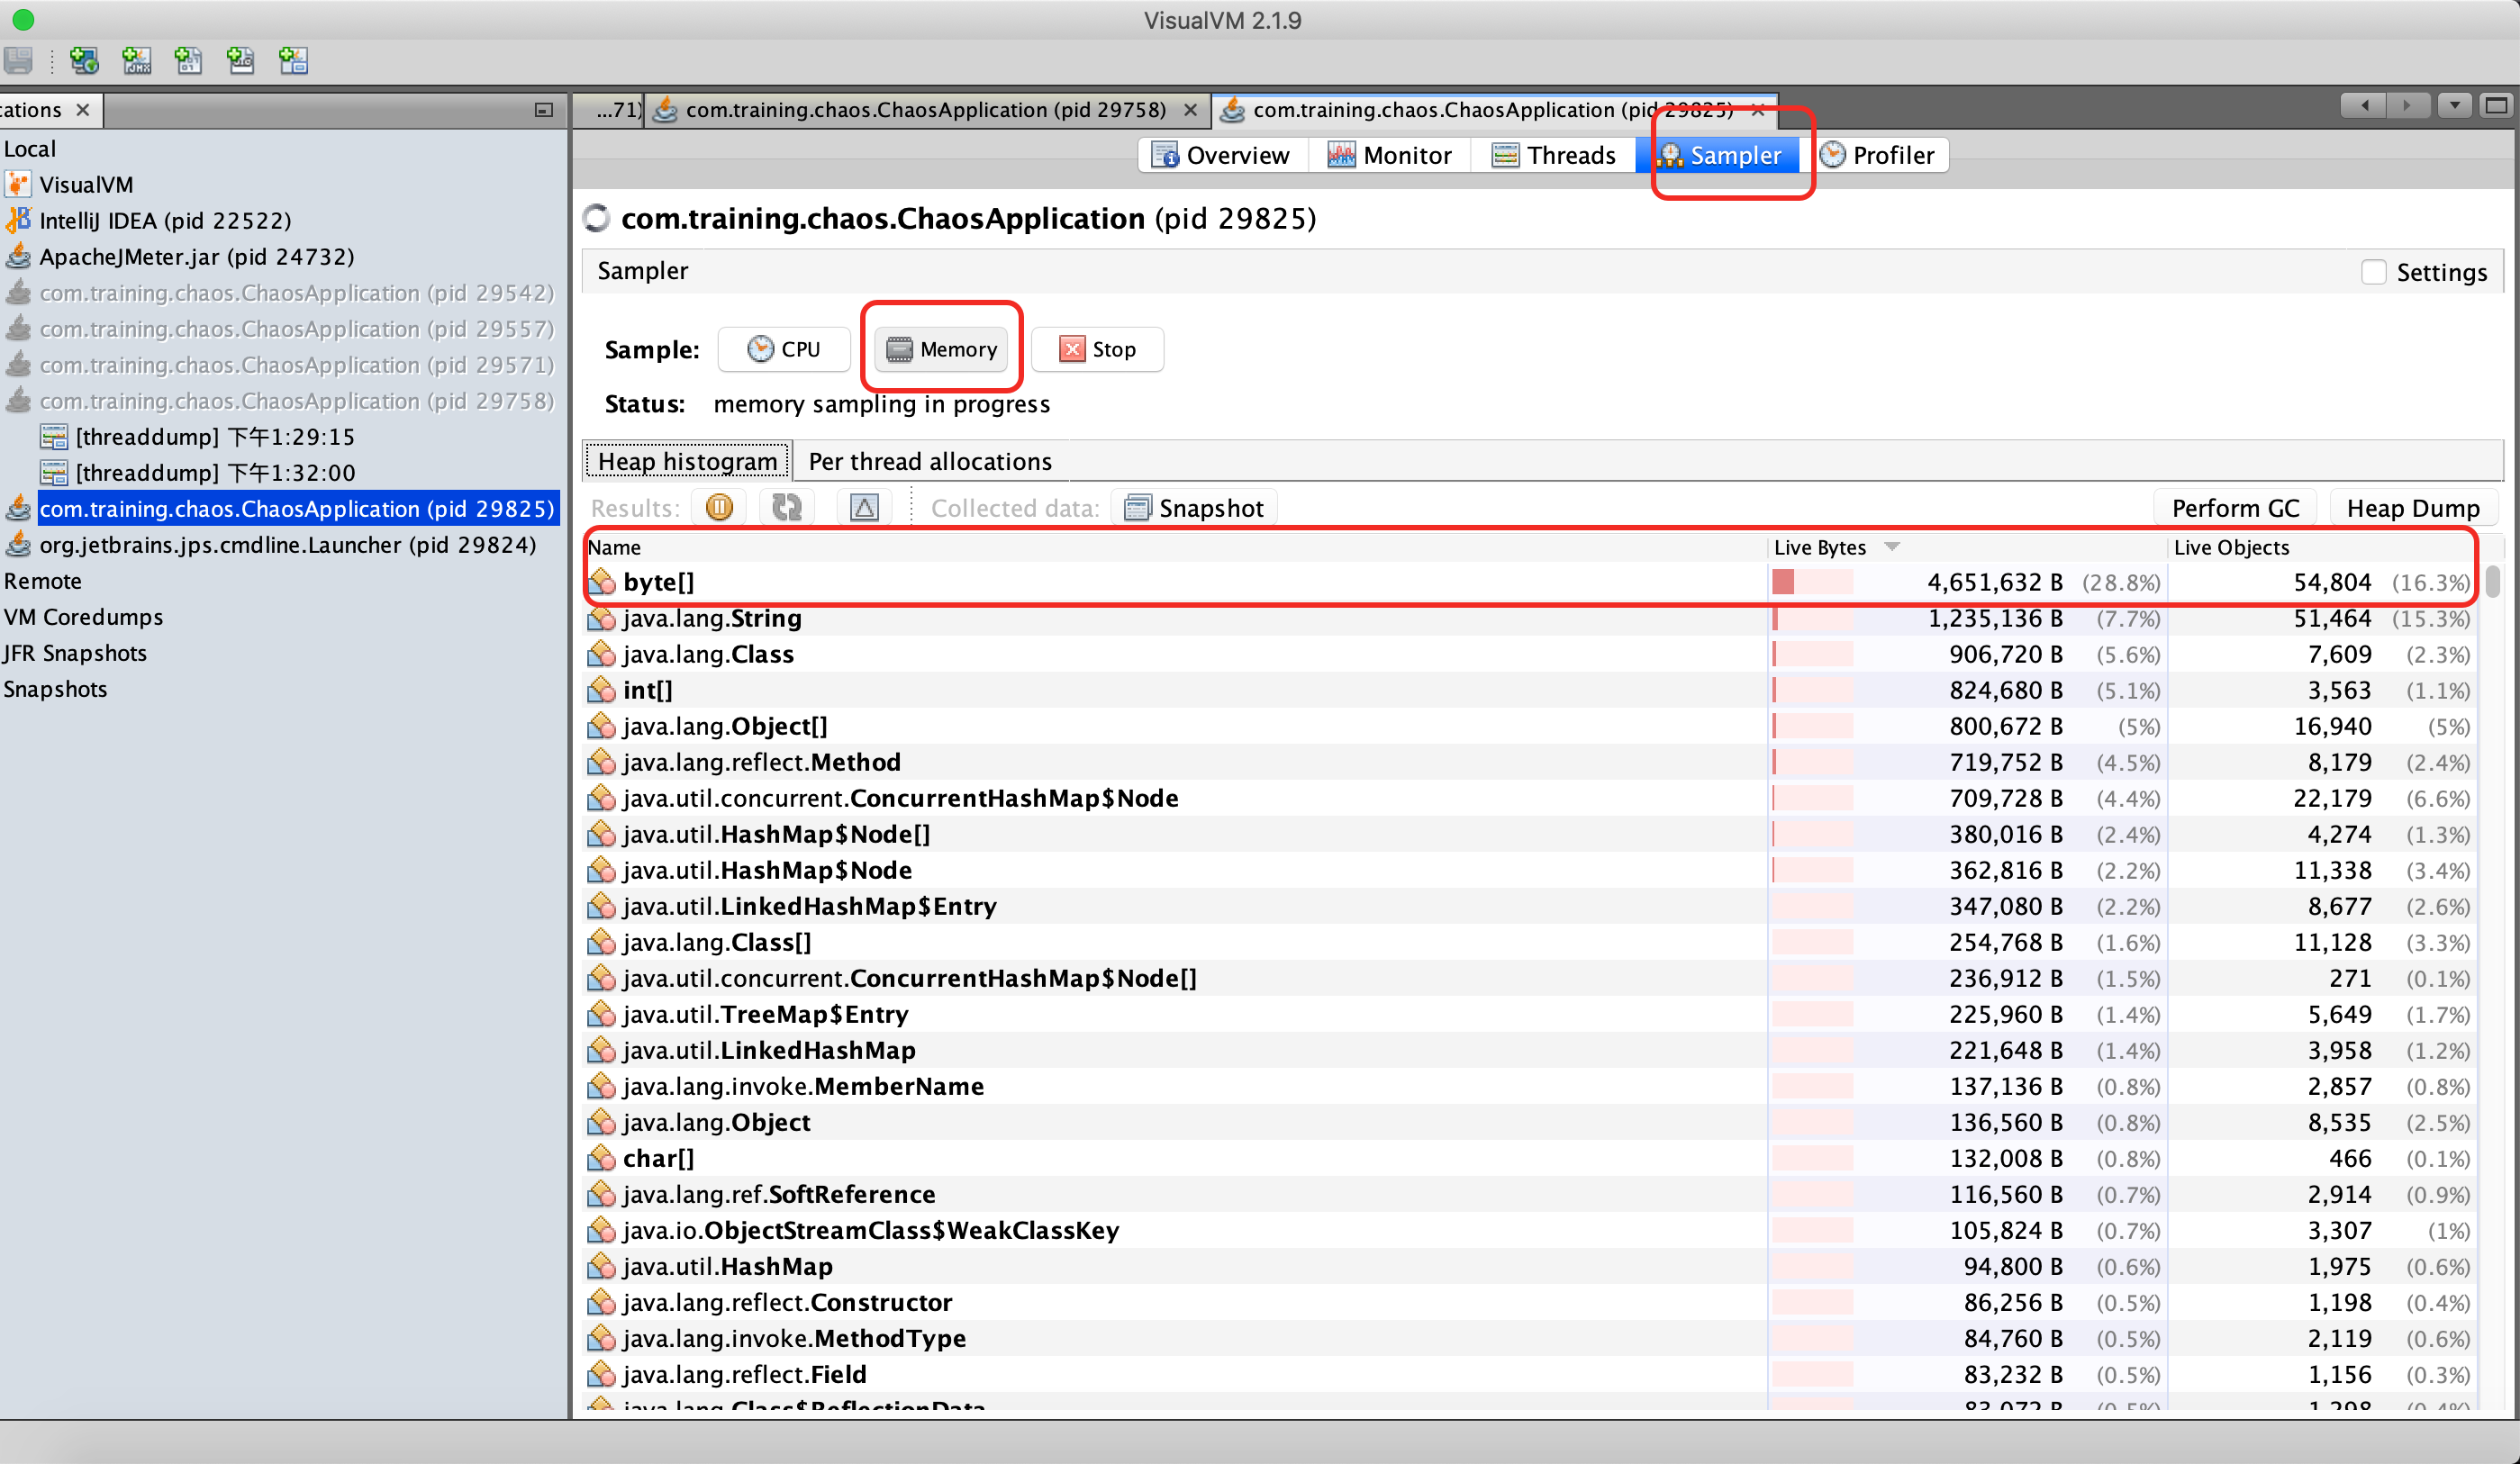 VisualVM 2.1.9
cations
...71)
com.training.chaos.ChaosApplication (pid 29758)
com.training.chaos.ChaosApplication (pid 29825)
Local
VisualVM
IntelliJ IDEA (pid 22522)
ApacheJMeter.jar (pid 24732)
com.training.chaos.ChaosApplication (pid 29542)
com.training.chaos.ChaosApplication (pid 29557)
com.training.chaos.ChaosApplication (pid 29571)
com.training.chaos.ChaosApplication (pid 29758)
[threaddump] 下午1:29:15
[threaddump] 下午1:32:00
com.training.chaos.ChaosApplication (pid 29825)
org.jetbrains.jps.cmdline.Launcher (pid 29824)
Remote
VM Coredumps
JFR Snapshots
Snapshots
Overview Monitor Threads Sampler Profiler
com.training.chaos.ChaosApplication (pid 29825)
Sampler Settings
Sample: CPU Memory Stop
Status: memory sampling in progress
Heap histogram Per thread allocations
Results: Collected data: Snapshot Perform GC Heap Dump
Name Live Bytes Live Objects
byte[] 4,651,632 B (28.8%) 54,804 (16.3%)
java.lang.String 1,235,136 B (7.7%) 51,464 (15.3%)
java.lang.Class 906,720 B (5.6%) 7,609 (2.3%)
int[] 824,680 B (5.1%) 3,563 (1.1%)
java.lang.Object[] 800,672 B (5%) 16,940 (5%)
java.lang.reflect.Method 719,752 B (4.5%) 8,179 (2.4%)
java.util.concurrent.ConcurrentHashMap$Node 709,728 B (4.4%) 22,179 (6.6%)
java.util.HashMap$Node[] 380,016 B (2.4%) 4,274 (1.3%)
java.util.HashMap$Node 362,816 B (2.2%) 11,338 (3.4%)
java.util.LinkedHashMap$Entry 347,080 B (2.2%) 8,677 (2.6%)
java.lang.Class[] 254,768 B (1.6%) 11,128 (3.3%)
java.util.concurrent.ConcurrentHashMap$Node[] 236,912 B (1.5%) 271 (0.1%)
java.util.TreeMap$Entry 225,960 B (1.4%) 5,649 (1.7%)
java.util.LinkedHashMap 221,648 B (1.4%) 3,958 (1.2%)
java.lang.invoke.MemberName 137,136 B (0.8%) 2,857 (0.8%)
java.lang.Object 136,560 B (0.8%) 8,535 (2.5%)
char[] 132,008 B (0.8%) 466 (0.1%)
java.lang.ref.SoftReference 116,560 B (0.7%) 2,914 (0.9%)
java.io.ObjectStreamClass$WeakClassKey 105,824 B (0.7%) 3,307 (1%)
java.util.HashMap 94,800 B (0.6%) 1,975 (0.6%)
java.lang.reflect.Constructor 86,256 B (0.5%) 1,198 (0.4%)
java.lang.invoke.MethodType 84,760 B (0.5%) 2,119 (0.6%)
java.lang.reflect.Field 83,232 B (0.5%) 1,156 (0.3%)
java.lang.Class$ReflectionData 83,072 B (0.5%) 1,298 (0.4%)